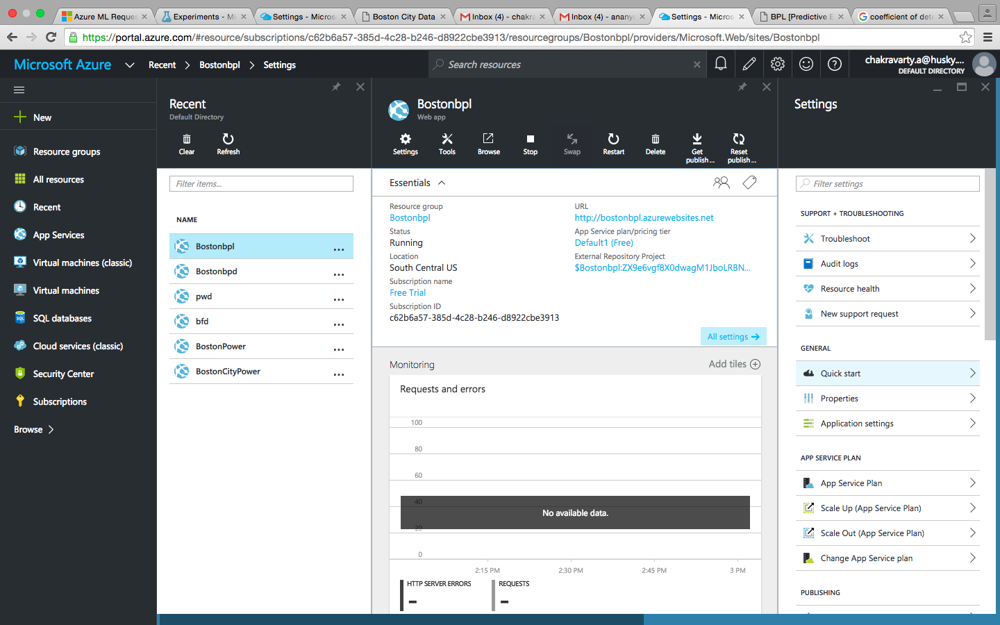 Azure ML Reques
Experiments - Mi
Settings - Micros
Boston City Data
Inbox (4) - chakra
Inbox (4) - anany
Settings - Micros
BPL [Predictive E
coefficient of dete
https://portal.azure.com/#resource/subscriptions/c62b6a57-385d-4c28-b246-d8922cbe3913/resourcegroups/Bostonbpl/providers/Microsoft.Web/sites/Bostonbpl
Microsoft Azure
Recent > Bostonbpl > Settings
Search resources
chakravarty.a@husky....
DEFAULT DIRECTORY
New
Resource groups
All resources
Recent
App Services
Virtual machines (classic)
Virtual machines
SQL databases
Cloud services (classic)
Security Center
Subscriptions
Browse >
Recent
Default Directory
Clear
Refresh
Filter items...
NAME
Bostonbpl ...
Bostonbpd ...
pwd ...
bfd ...
BostonPower ...
BostonCityPower ...
Bostonbpl
Web app
Settings
Tools
Browse
Stop
Swap
Restart
Delete
Get publish ...
Reset publish ...
Essentials
Resource group
Bostonbpl
Status
Running
Location
South Central US
Subscription name
Free Trial
Subscription ID
c62b6a57-385d-4c28-b246-d8922cbe3913
URL
http://bostonbpl.azurewebsites.net
App Service plan/pricing tier
Default1 (Free)
External Repository Project
$Bostonbpl:ZX9e6vgf8X0dwagM1JboLRBN...
All settings →
Monitoring
Add tiles
Requests and errors
100
80
60
40
No available data.
20
0
2:15 PM
2:30 PM
2:45 PM
3 PM
HTTP SERVER ERRORS
--
REQUESTS
--
Settings
Filter settings
SUPPORT + TROUBLESHOOTING
Troubleshoot
Audit logs
Resource health
New support request
GENERAL
Quick start
Properties
Application settings
APP SERVICE PLAN
App Service Plan
Scale Up (App Service Plan)
Scale Out (App Service Plan)
Change App Service plan
PUBLISHING